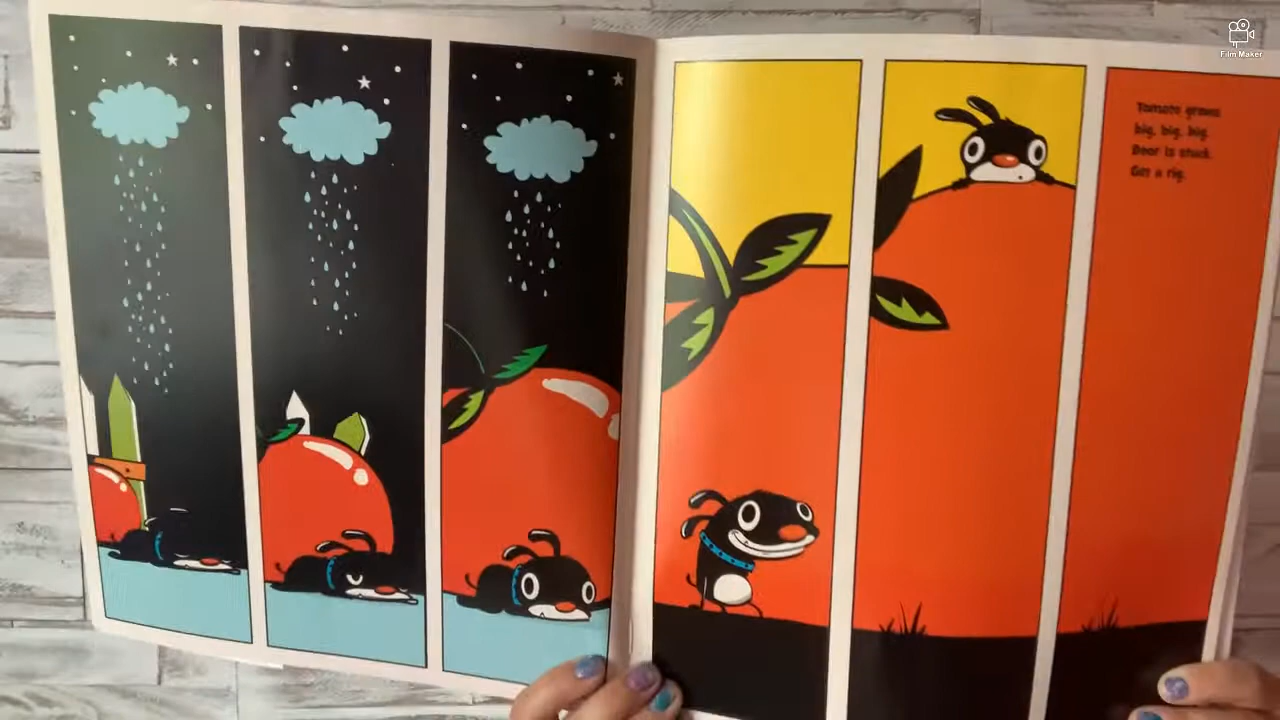 Film Maker
Tomato grows
big, big, big.
Door is stuck.
Get a rig.